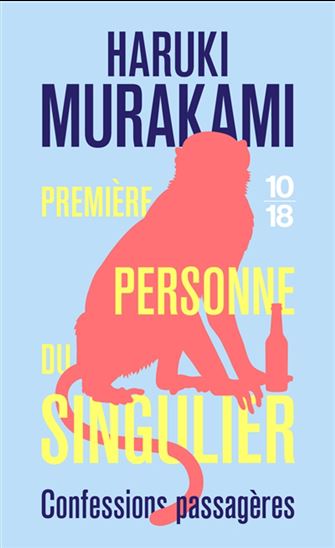 HARUKI
MURAKAMI
PREMIÈRE
10
18
PERSONNE
DU
SINGULIER
Confessions passagères